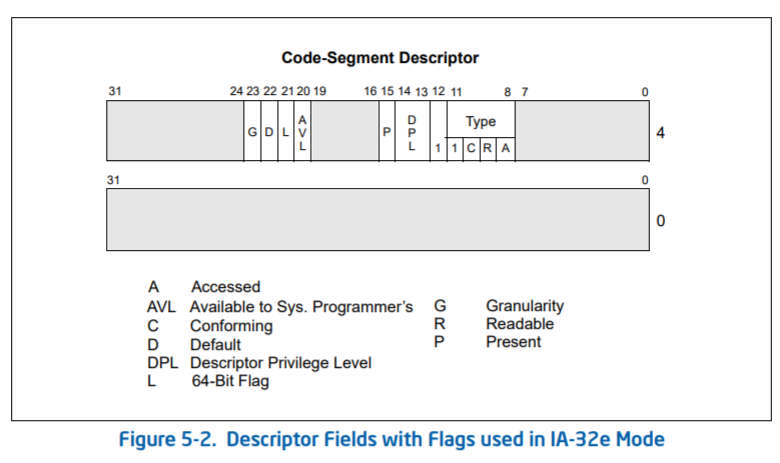 Code-Segment Descriptor
31 24 23 22 21 20 19 16 15 14 13 12 11 8 7 0
G D L AVL P DPL 1 Type 4
1 C R A
31 0
0
A Accessed
AVL Available to Sys. Programmer's G Granularity
C Conforming R Readable
D Default P Present
DPL Descriptor Privilege Level
L 64-Bit Flag
Figure 5-2. Descriptor Fields with Flags used in IA-32e Mode